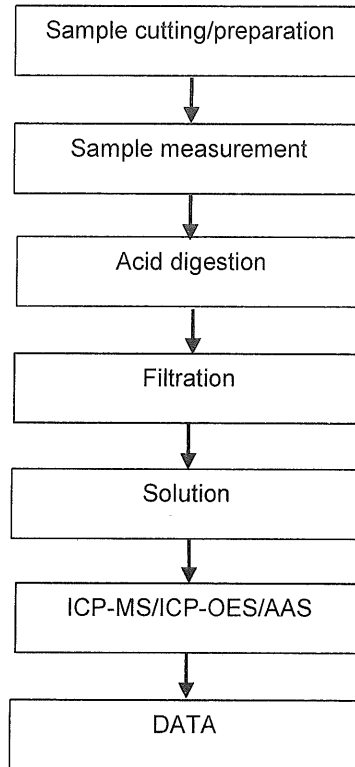 Sample cutting/preparation
Sample measurement
Acid digestion
Filtration
Solution
ICP-MS/ICP-OES/AAS
DATA